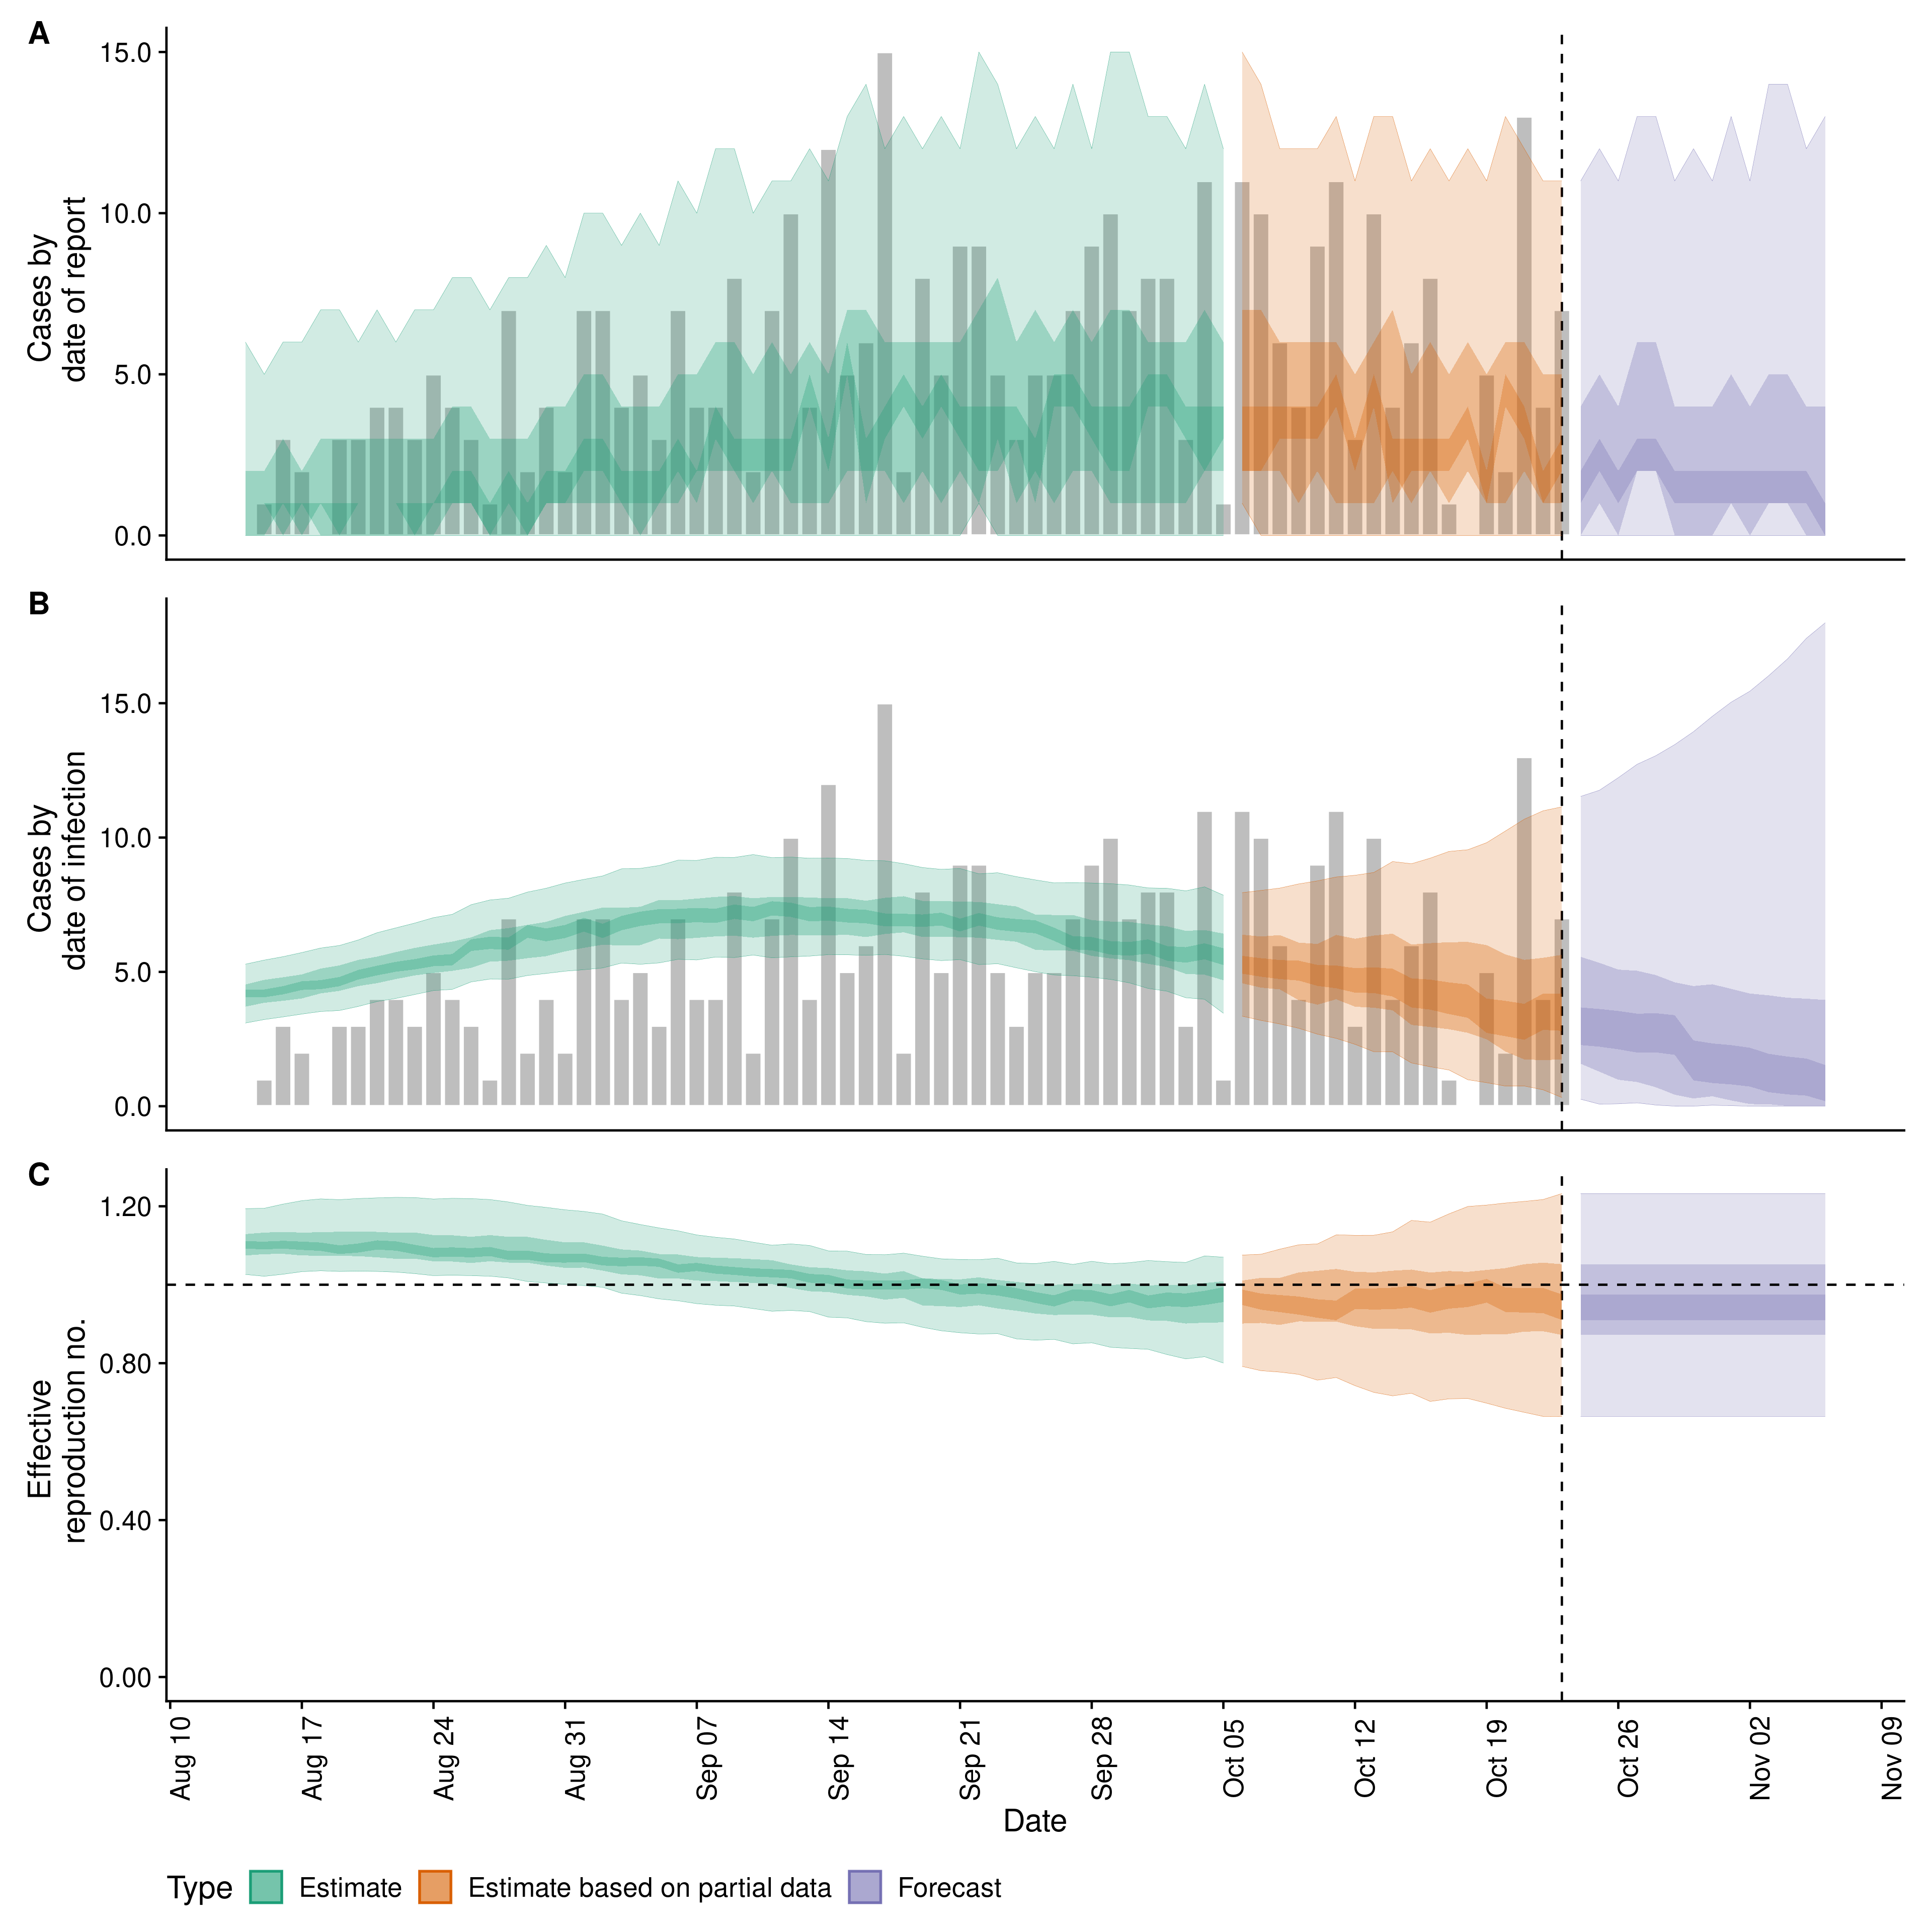 A
15.0
10.0
5.0
0.0
Cases by
date of report
B
15.0
10.0
5.0
0.0
Cases by
date of infection
C
1.20
0.80
0.40
0.00
Effective
reproduction no.
Aug 10
Aug 17
Aug 24
Aug 31
Sep 07
Sep 14
Sep 21
Sep 28
Oct 05
Oct 12
Oct 19
Oct 26
Nov 02
Nov 09
Date
Type Estimate Estimate based on partial data Forecast